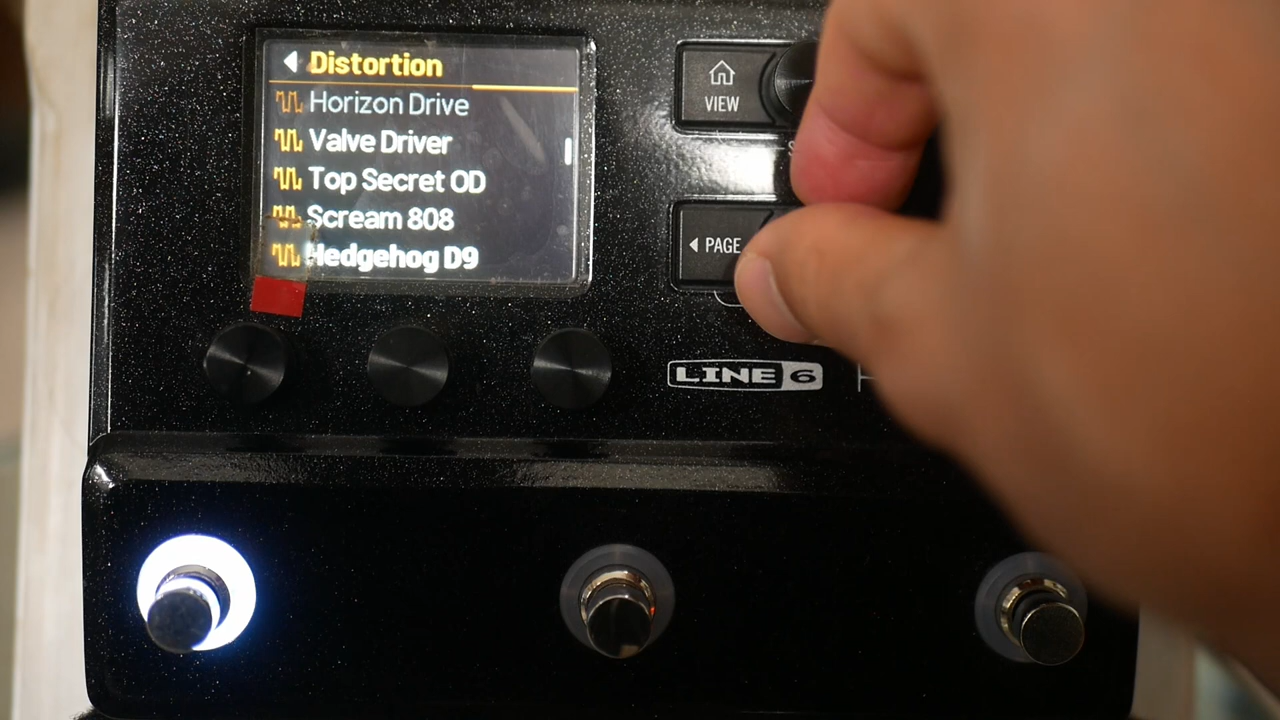 Distortion
Horizon Drive
Valve Driver
Top Secret OD
Scream 808
Hedgehog D9
VIEW
PAGE
LINE 6 H